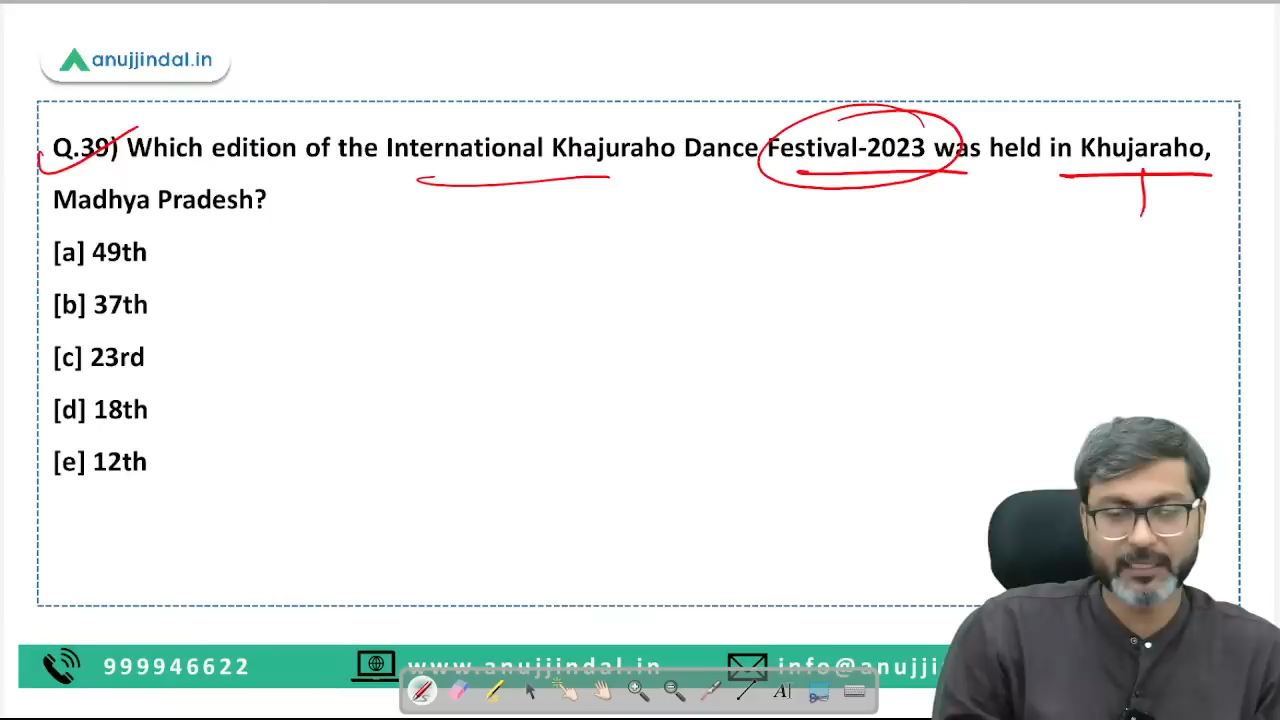 anujjindal.in
Q.39) Which edition of the International Khajuraho Dance Festival-2023 was held in Khujaraho,
Madhya Pradesh?
[a] 49th
[b] 37th
[c] 23rd
[d] 18th
[e] 12th
999946622 www.anujjindal.in info@anujji
A